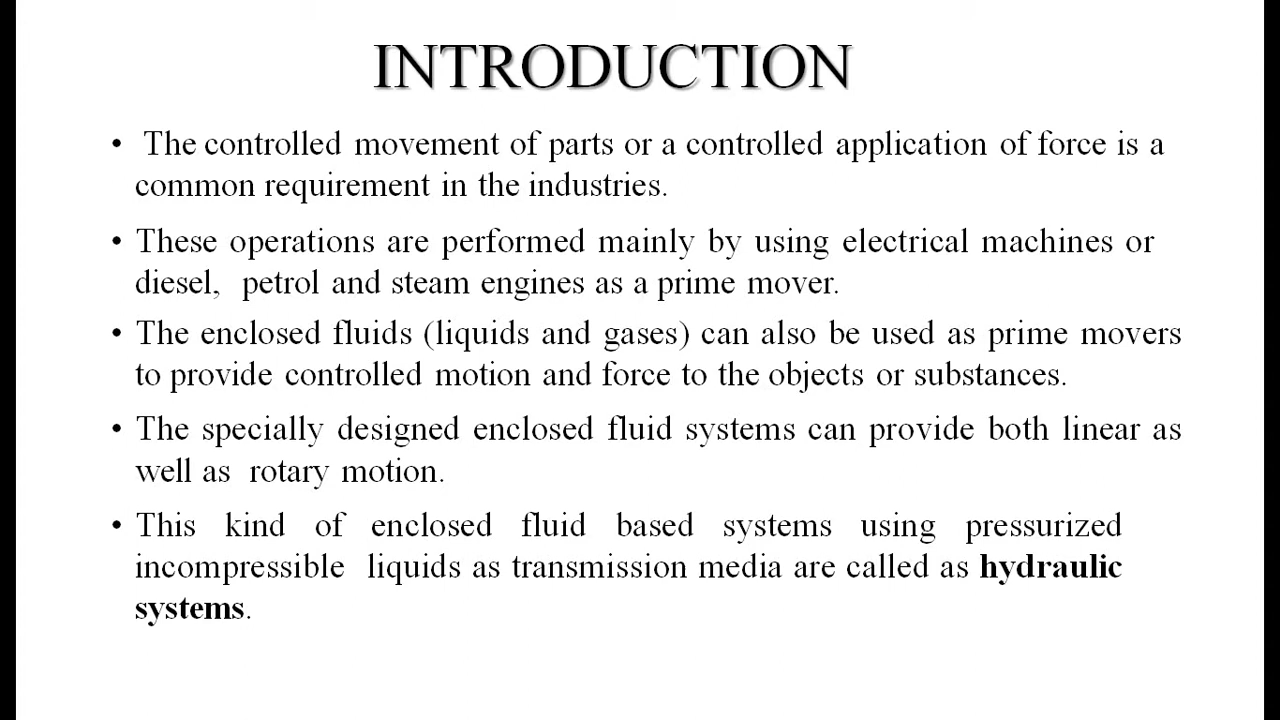 INTRODUCTION
• The controlled movement of parts or a controlled application of force is a
common requirement in the industries.
• These operations are performed mainly by using electrical machines or
diesel, petrol and steam engines as a prime mover.
• The enclosed fluids (liquids and gases) can also be used as prime movers
to provide controlled motion and force to the objects or substances.
• The specially designed enclosed fluid systems can provide both linear as
well as rotary motion.
• This kind of enclosed fluid based systems using pressurized
incompressible liquids as transmission media are called as hydraulic
systems.